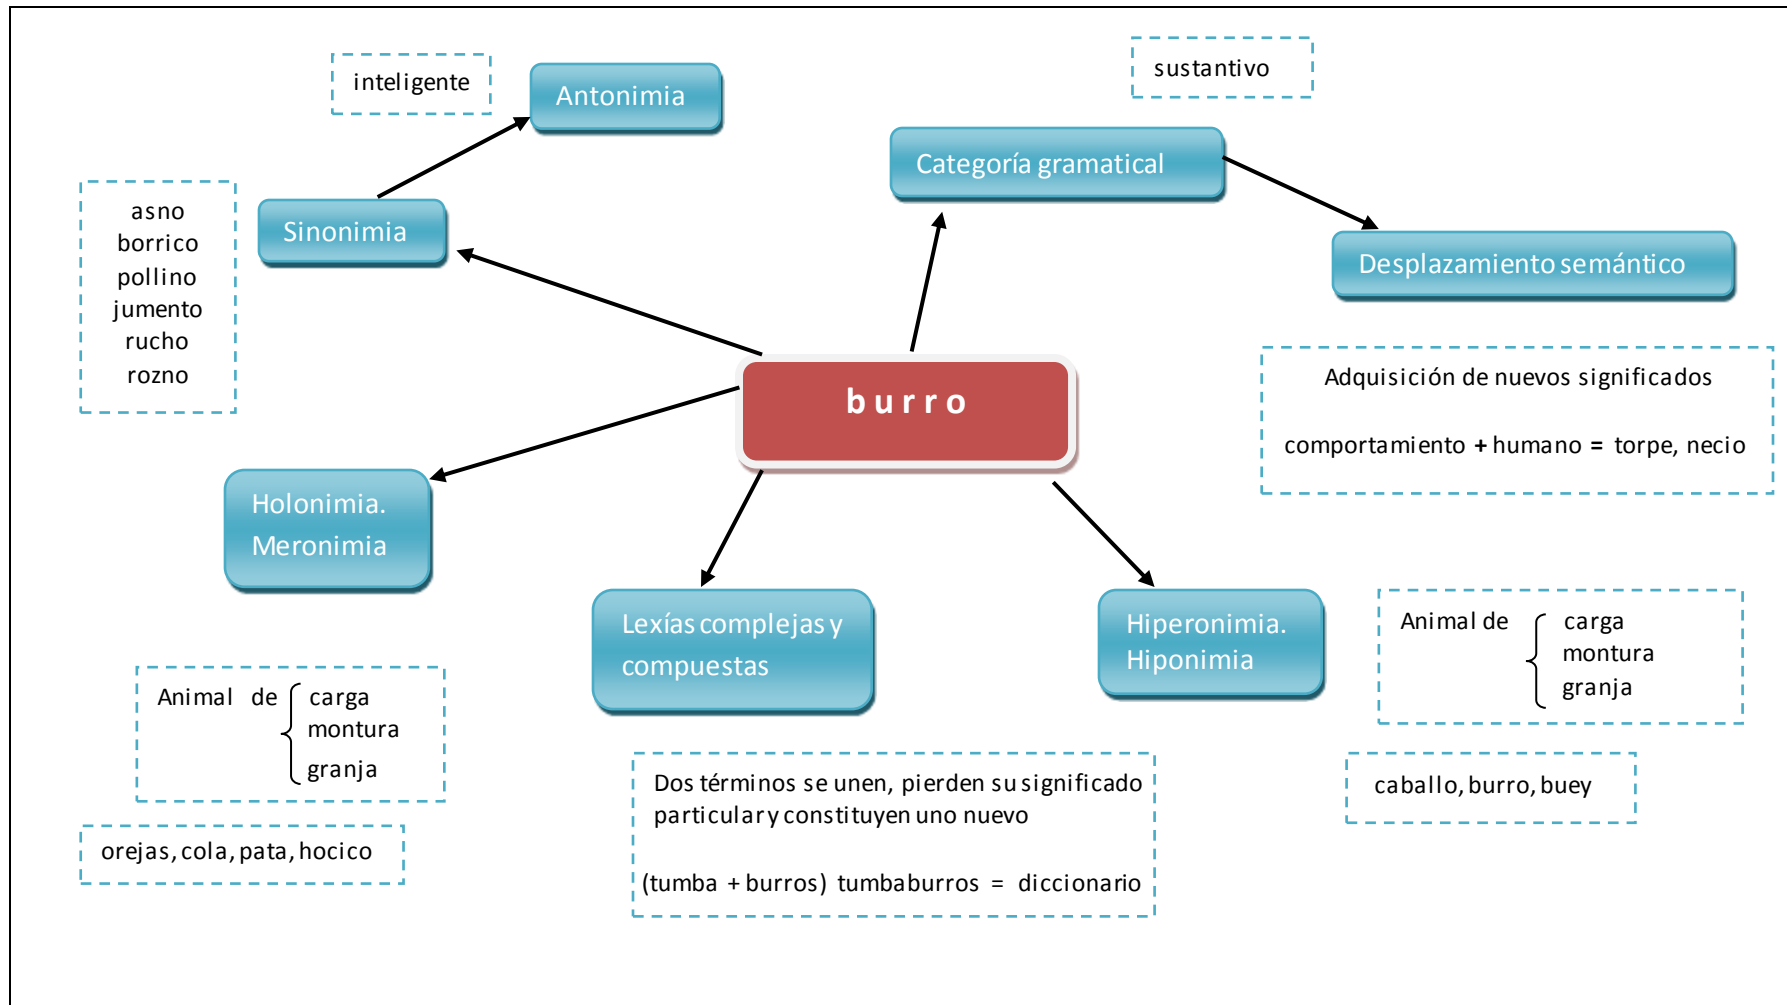 inteligente
Antonimia
sustantivo
Categoría gramatical
asno
borrico
pollino
jumento
rucho
rozno
Sinonimia
Desplazamiento semántico
Adquisición de nuevos significados
comportamiento + humano = torpe, necio
burro
Holonimia.
Meronimia
Animal de carga
montura
granja
orejas, cola, pata, hocico
Lexías complejas y
compuestas
Dos términos se unen, pierden su significado
particular y constituyen uno nuevo
(tumba + burros) tumbaburros = diccionario
Hiperonimia.
Hiponimia
Animal de carga
montura
granja
caballo, burro, buey